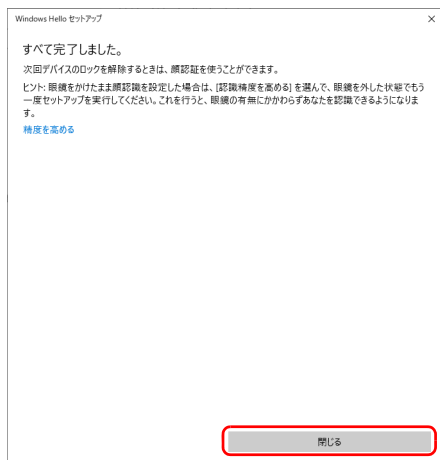 Windows Hello セットアップ
すべて完了しました。
次回デバイスのロックを解除するときは、顔認証を使うことができます。
ヒント: 眼鏡をかけたまま顔認識を設定した場合は、[認識精度を高める] を選んで、眼鏡を外した状態でもう
一度セットアップを実行してください。これを行うと、眼鏡の有無にかかわらずあなたを認識できるようになりま
す。
精度を高める
閉じる